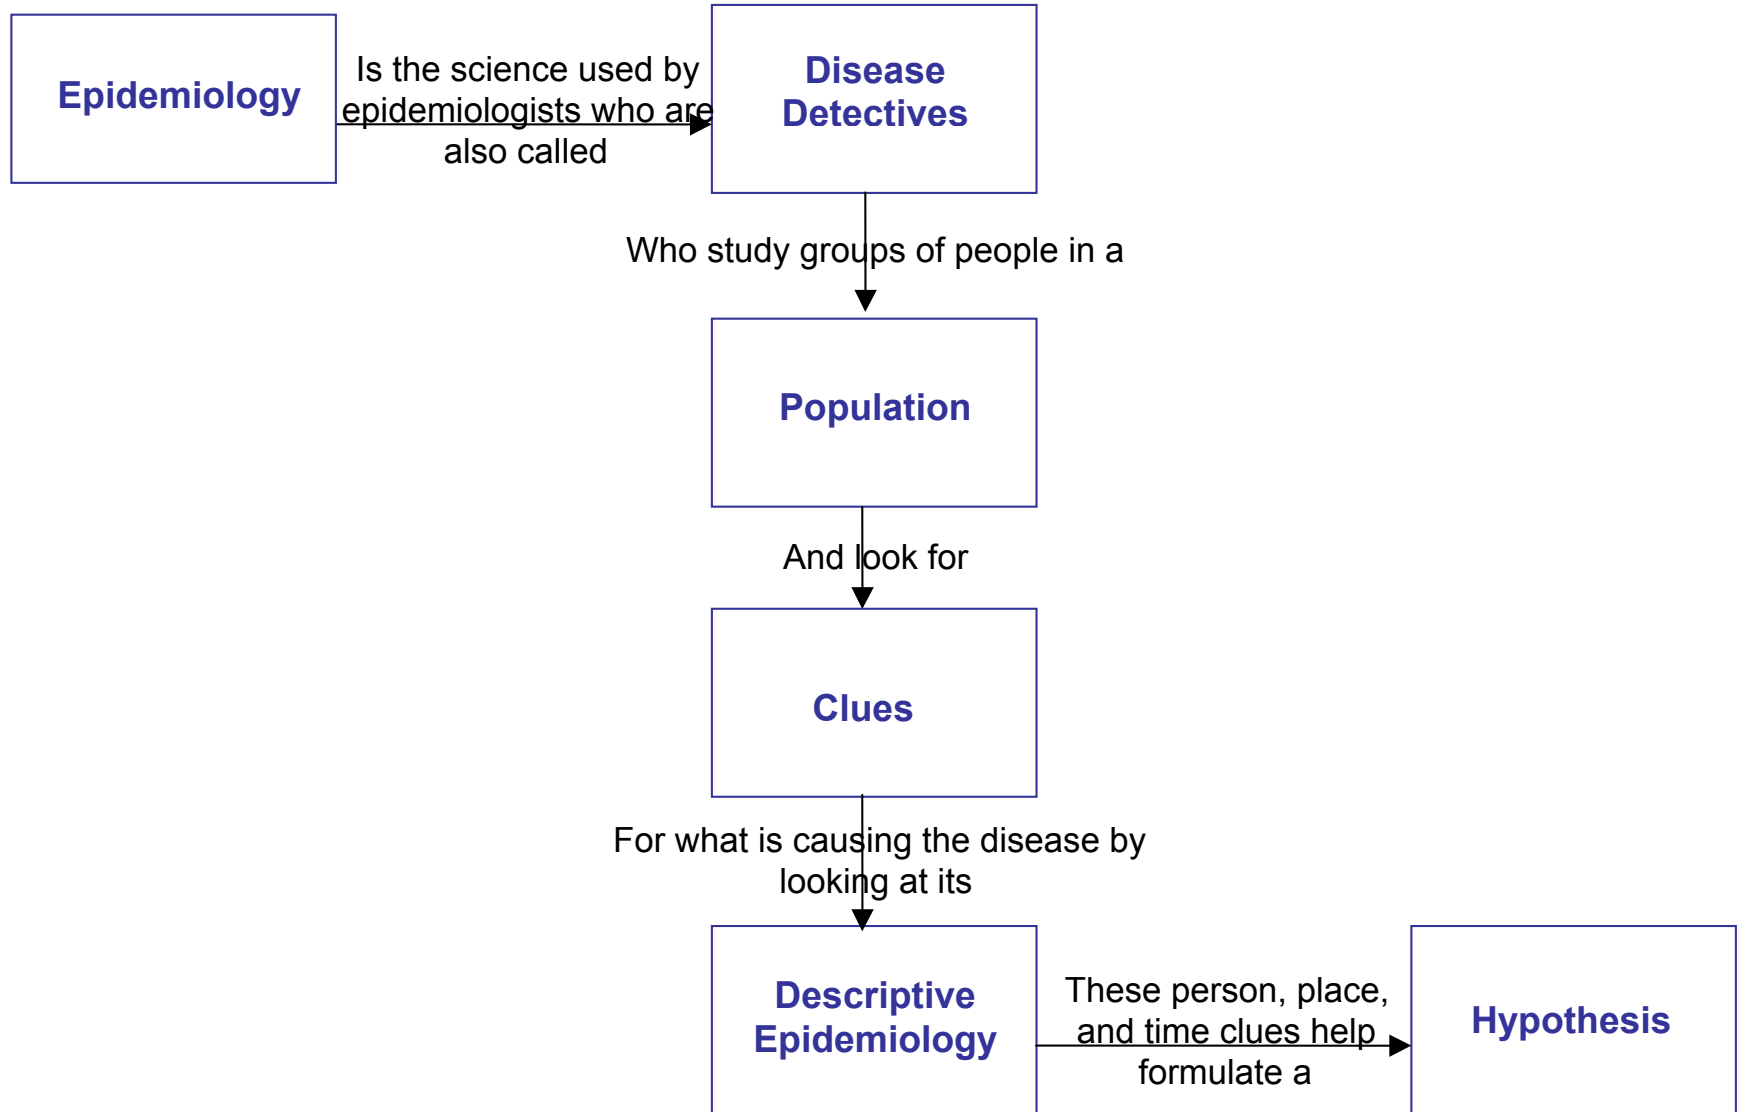 Epidemiology
Is the science used by
epidemiologists who are
also called
Disease
Detectives
Who study groups of people in a
Population
And look for
Clues
For what is causing the disease by
looking at its
Descriptive
Epidemiology
These person, place,
and time clues help
formulate a
Hypothesis